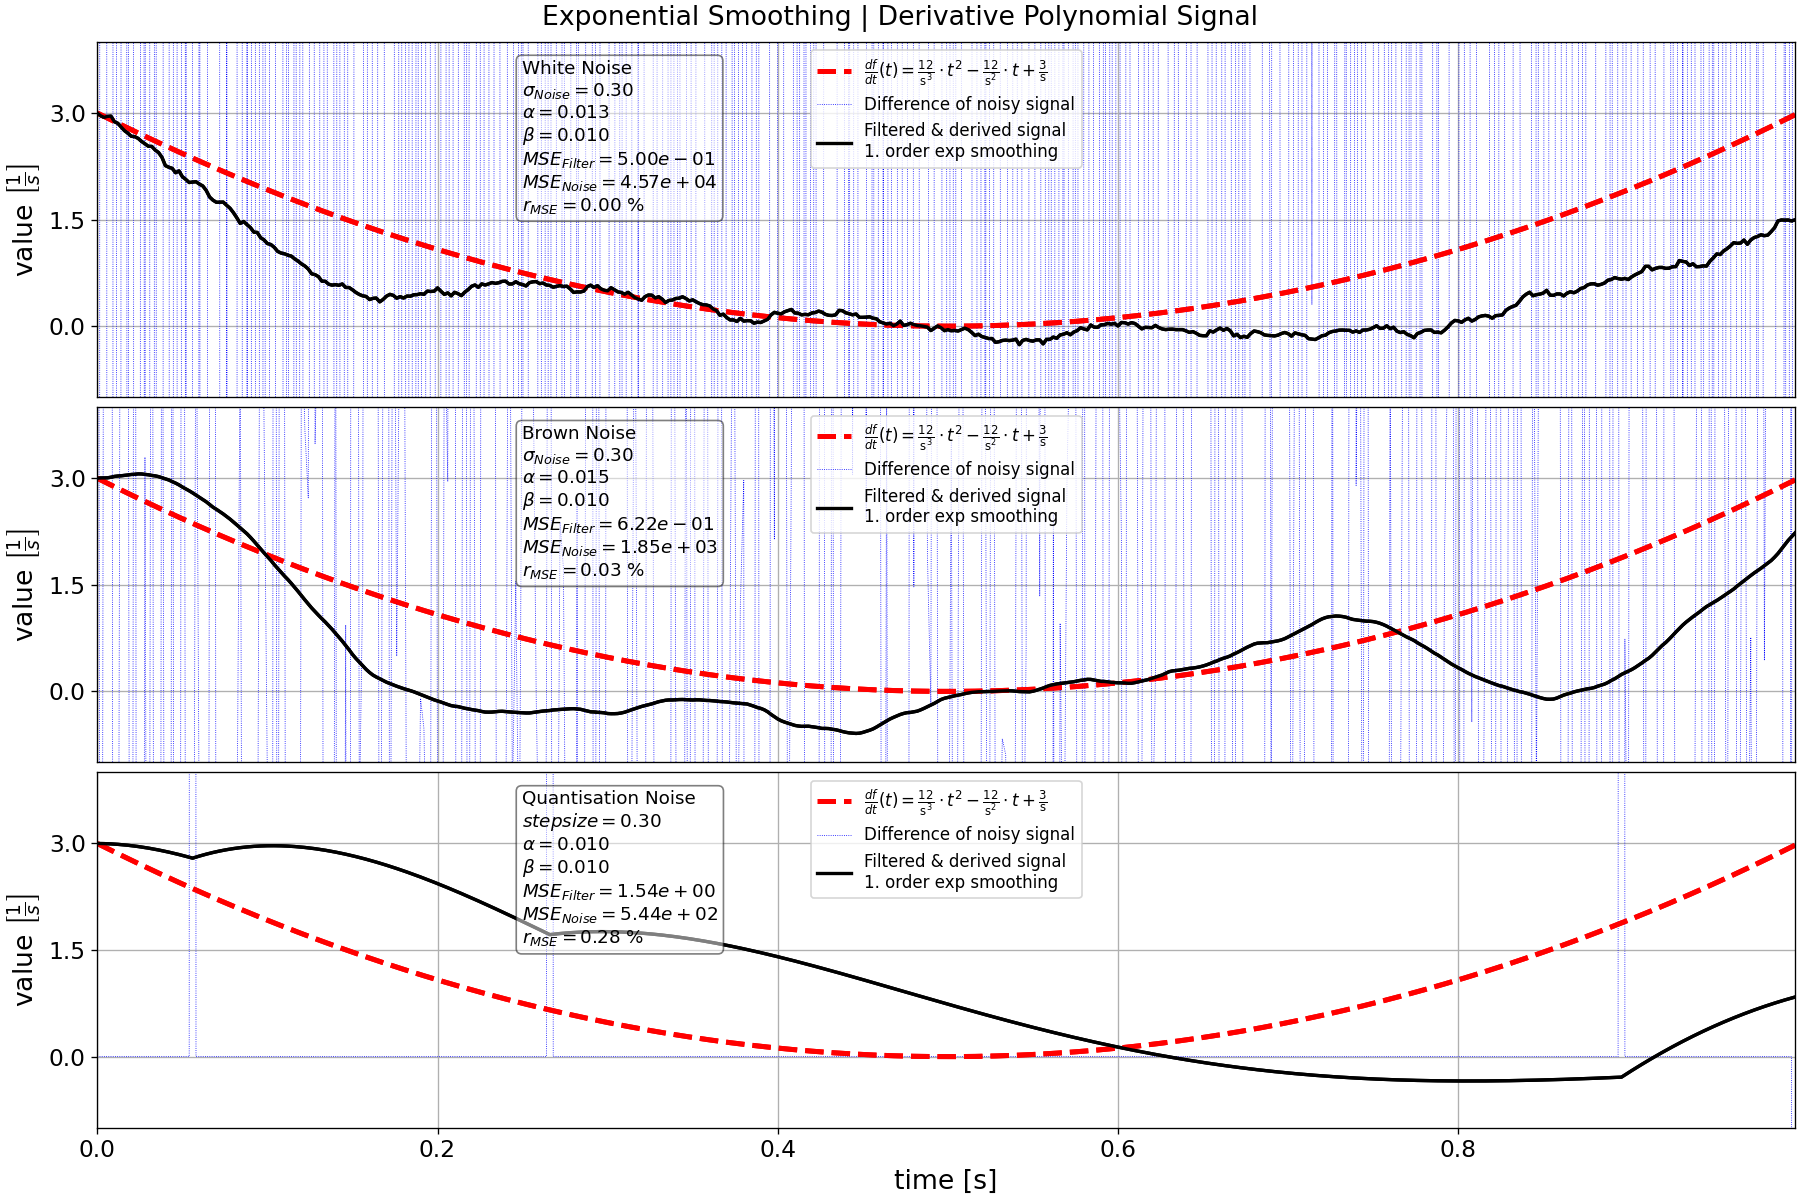 Exponential Smoothing | Derivative Polynomial Signal
value [1/s]
3.0
1.5
0.0
White Noise
σ_Noise = 0.30
α = 0.013
β = 0.010
MSE_Filter = 5.00e − 01
MSE_Noise = 4.57e + 04
r_MSE = 0.00 %
df/dt(t) = 12/s³ · t² − 12/s² · t + 3/s
Difference of noisy signal
Filtered & derived signal
1. order exp smoothing
value [1/s]
3.0
1.5
0.0
Brown Noise
σ_Noise = 0.30
α = 0.015
β = 0.010
MSE_Filter = 6.22e − 01
MSE_Noise = 1.85e + 03
r_MSE = 0.03 %
df/dt(t) = 12/s³ · t² − 12/s² · t + 3/s
Difference of noisy signal
Filtered & derived signal
1. order exp smoothing
value [1/s]
3.0
1.5
0.0
Quantisation Noise
stepsize = 0.30
α = 0.010
β = 0.010
MSE_Filter = 1.54e + 00
MSE_Noise = 5.44e + 02
r_MSE = 0.28 %
df/dt(t) = 12/s³ · t² − 12/s² · t + 3/s
Difference of noisy signal
Filtered & derived signal
1. order exp smoothing
0.0 0.2 0.4 0.6 0.8
time [s]